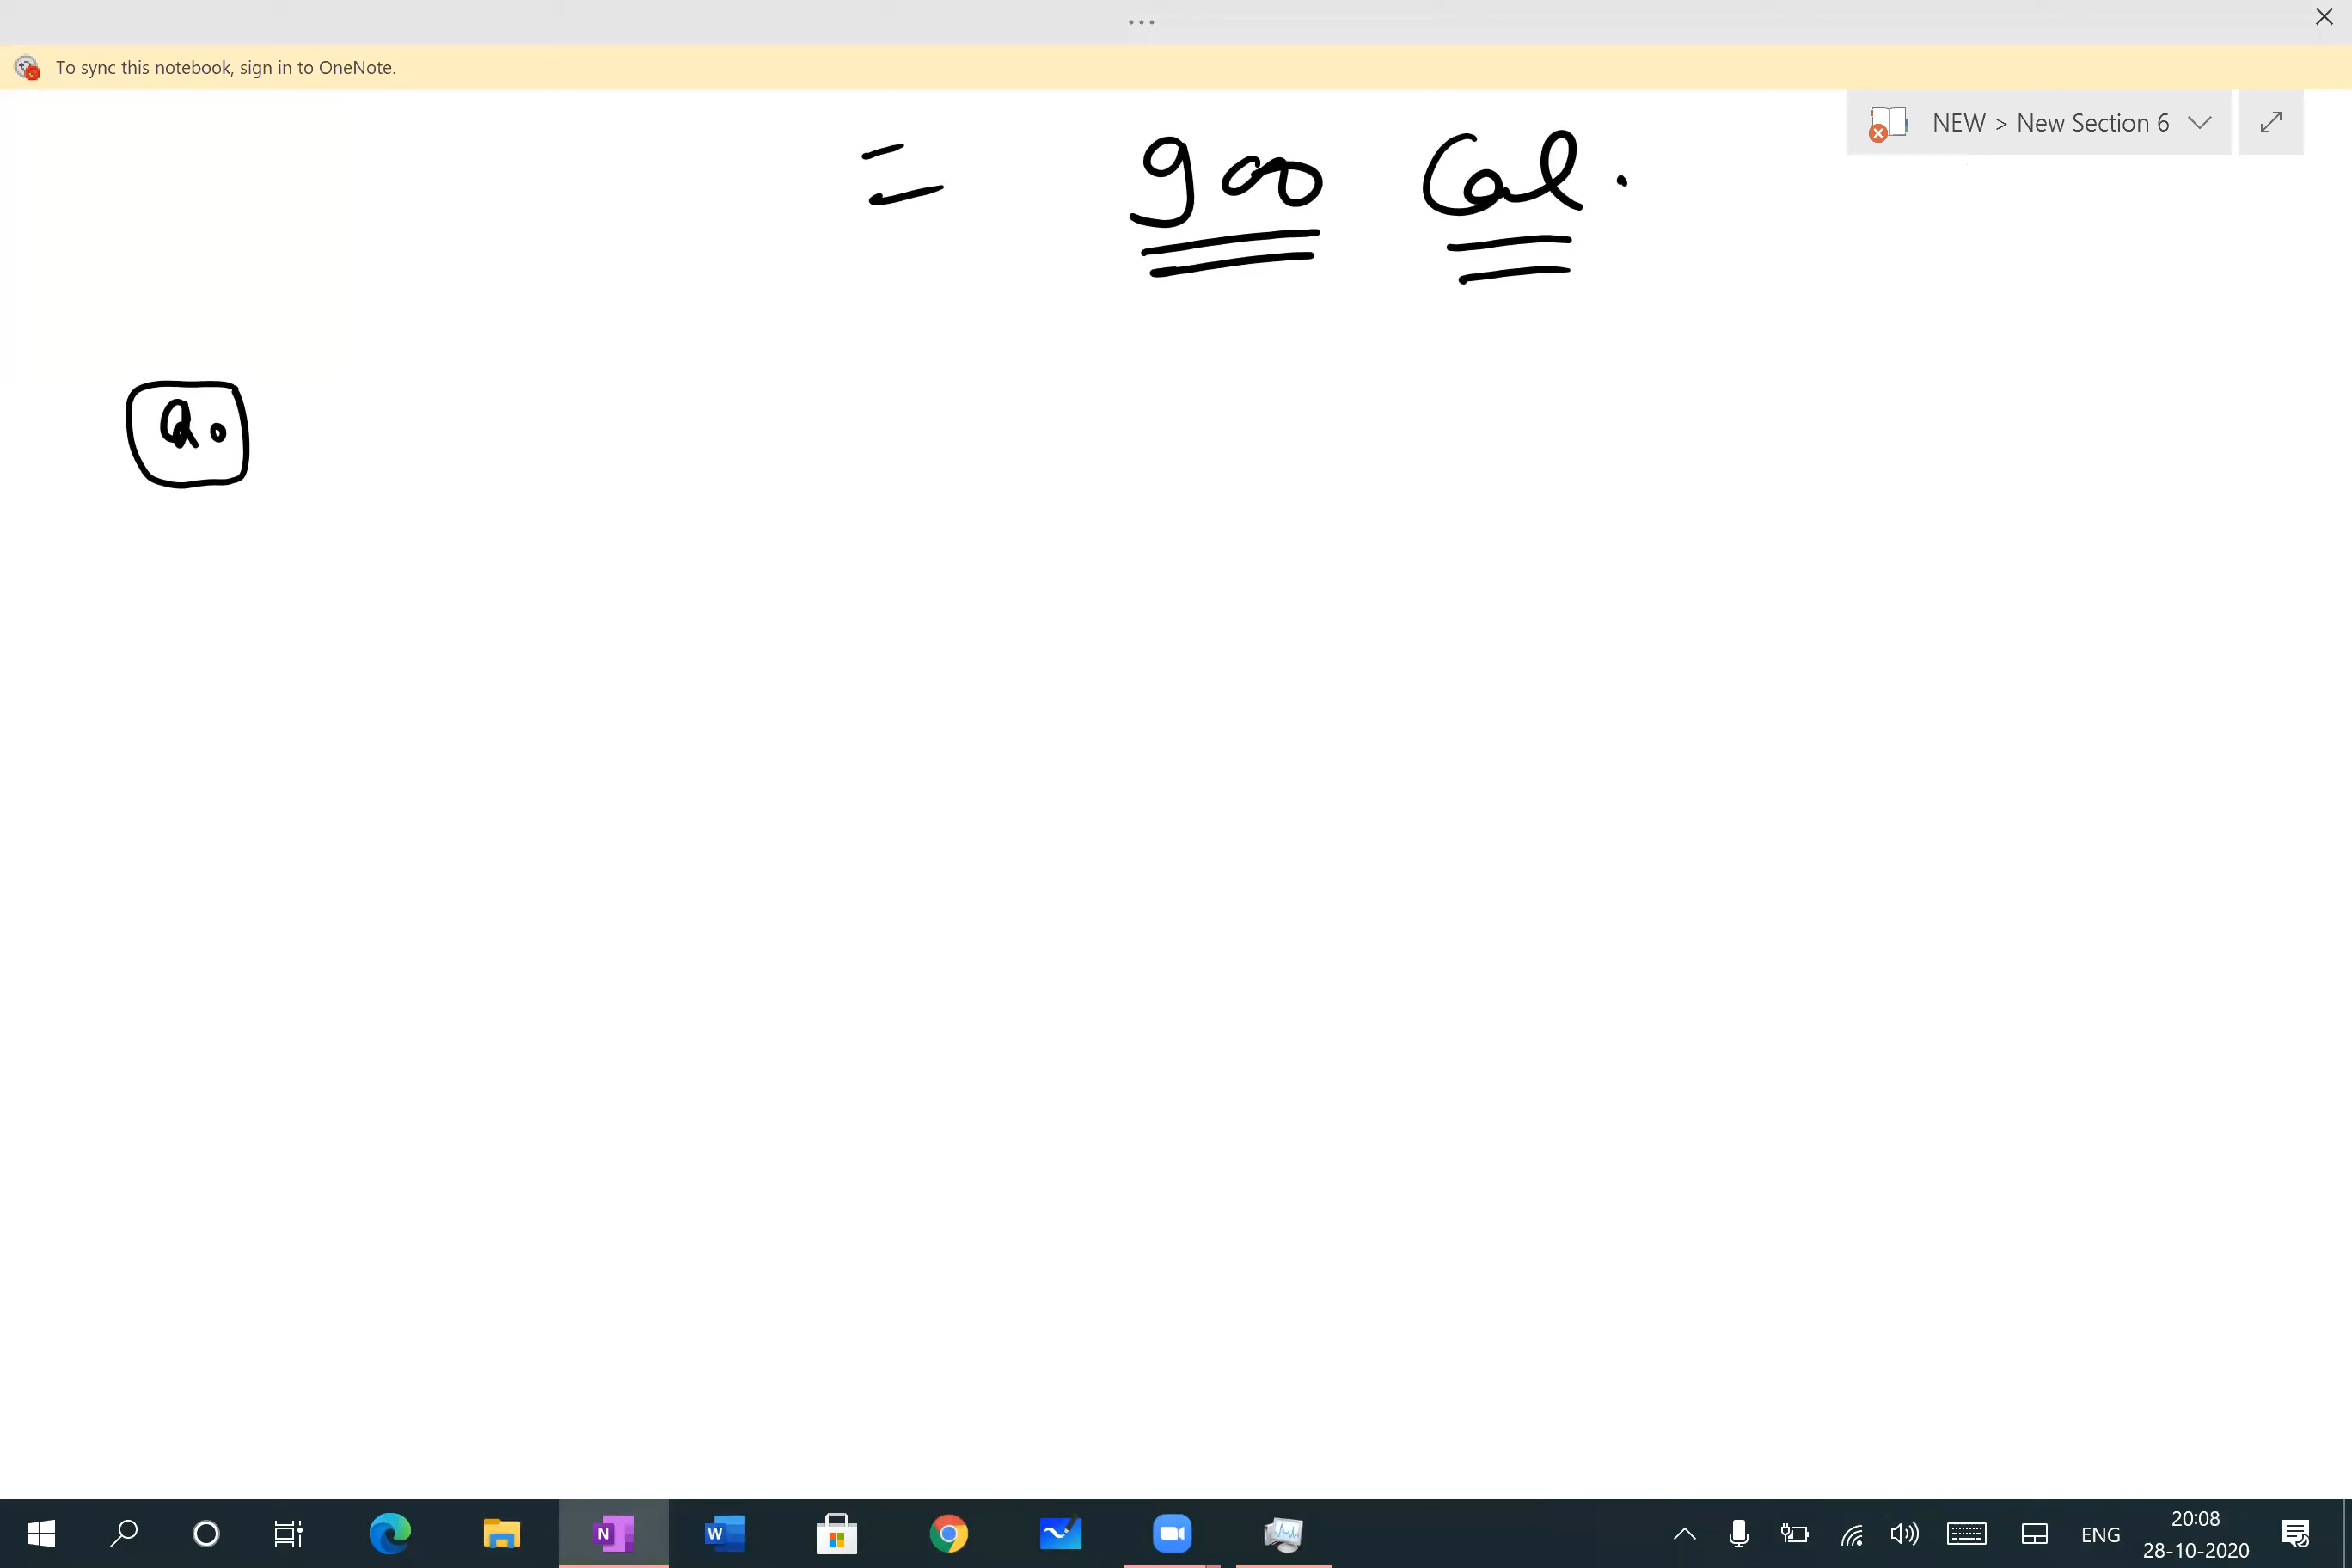 To sync this notebook, sign in to OneNote.
NEW > New Section 6
= 900 Cal.
Q.
N
W
ENG
20:08
28-10-2020